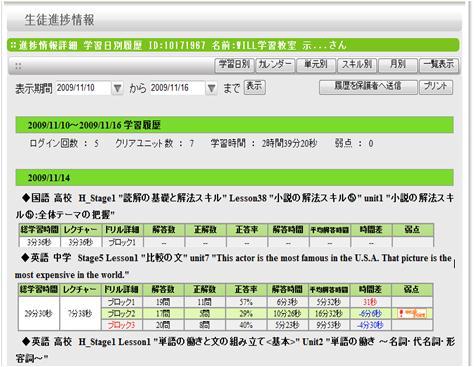 生徒進捗情報
進捗情報詳細 学習日別履歴 ID:10171967 名前:WILL学習教室 示...さん
学習日別 カレンダー 単元別 スキル別 月別 一覧表示
表示期間 2009/11/10 から 2009/11/16 まで 表示 履歴を保護者へ送信 プリント
2009/11/10～2009/11/16 学習履歴
ログイン回数 : 5 クリアユニット数 : 7 学習時間 : 2時間39分20秒 弱点 : 0
2009/11/14
◆国語 高校 H_Stage1 "読解の基礎と解法スキル" Lesson38 "小説の解法スキル⑤" unit1 "小説の解法スキ
ル⑤:全体テーマの把握"
総学習時間 レクチャー ドリル詳細 解答数 正解数 正答率 解答時間 平均解答時間 時間差 弱点
3分36秒 3分36秒 ブロック1 -- -- -- -- -- --
◆英語 中学 Stage5 Lesson1 "比較の文" unit7 "This actor is the most famous in the U.S.A. That picture is the
most expensive in the world."
総学習時間 レクチャー ドリル詳細 解答数 正解数 正答率 解答時間 平均解答時間 時間差 弱点
29分30秒 7分38秒 ブロック1 19問 11問 57% 6分3秒 5分32秒 31秒
ブロック2 17問 5問 29% 10分26秒 16分32秒 -6分6秒
ブロック3 20問 8問 40% 5分23秒 9分53秒 -4分30秒
◆英語 高校 H_Stage1 Lesson1 "単語の働きと文の組み立て<基本>" Unit2 "単語の働き ～名詞・代名詞・形
容詞～"